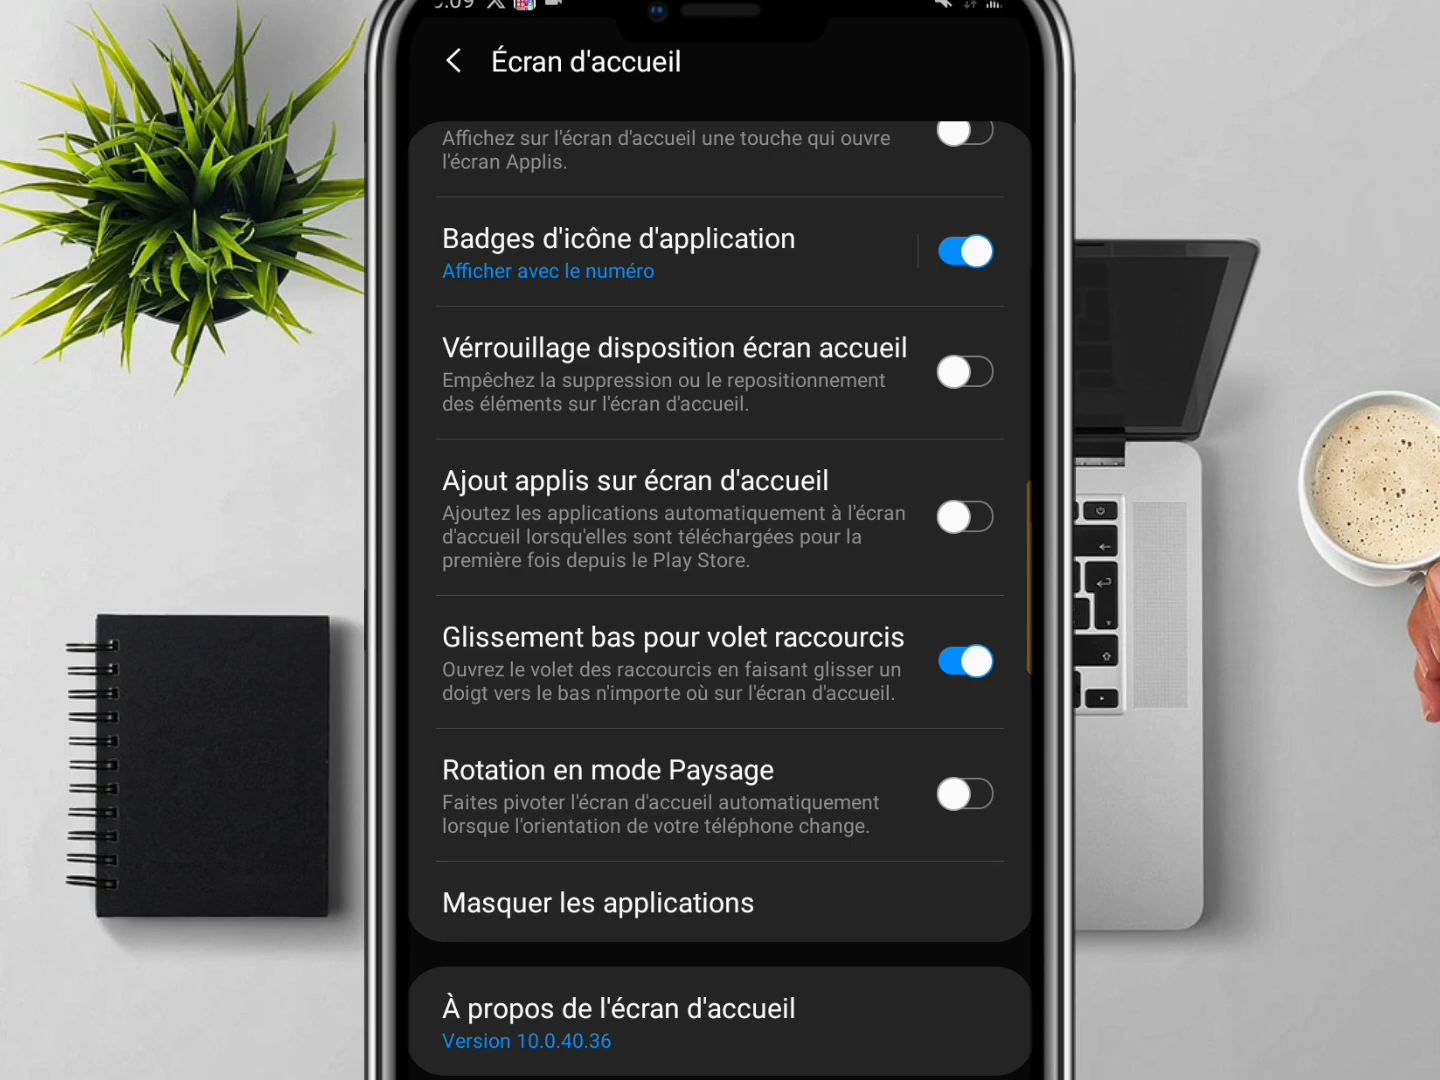 Écran d'accueil
Affichez sur l'écran d'accueil une touche qui ouvre
l'écran Applis.
Badges d'icône d'application
Afficher avec le numéro
Vérrouillage disposition écran accueil
Empêchez la suppression ou le repositionnement
des éléments sur l'écran d'accueil.
Ajout applis sur écran d'accueil
Ajoutez les applications automatiquement à l'écran
d'accueil lorsqu'elles sont téléchargées pour la
première fois depuis le Play Store.
Glissement bas pour volet raccourcis
Ouvrez le volet des raccourcis en faisant glisser un
doigt vers le bas n'importe où sur l'écran d'accueil.
Rotation en mode Paysage
Faites pivoter l'écran d'accueil automatiquement
lorsque l'orientation de votre téléphone change.
Masquer les applications
À propos de l'écran d'accueil
Version 10.0.40.36